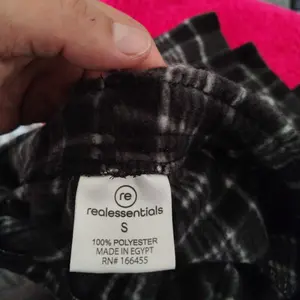 re
realessentials
S
100% POLYESTER
MADE IN EGYPT
RN# 166455